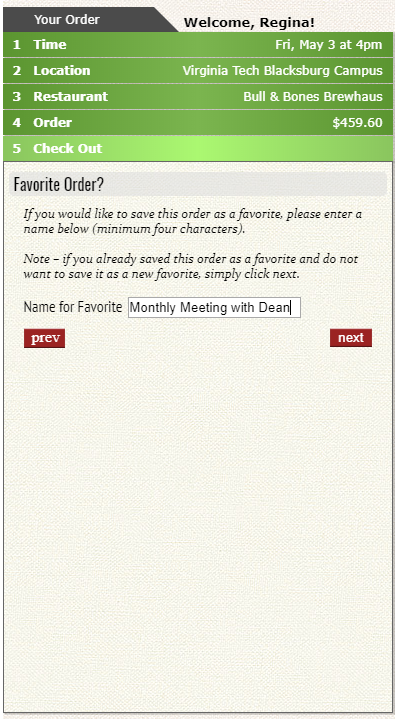 Your Order
Welcome, Regina!
1 Time Fri, May 3 at 4pm
2 Location Virginia Tech Blacksburg Campus
3 Restaurant Bull & Bones Brewhaus
4 Order $459.60
5 Check Out
Favorite Order?
If you would like to save this order as a favorite, please enter a
name below (minimum four characters).
Note – if you already saved this order as a favorite and do not
want to save it as a new favorite, simply click next.
Name for Favorite Monthly Meeting with Dean
prev next